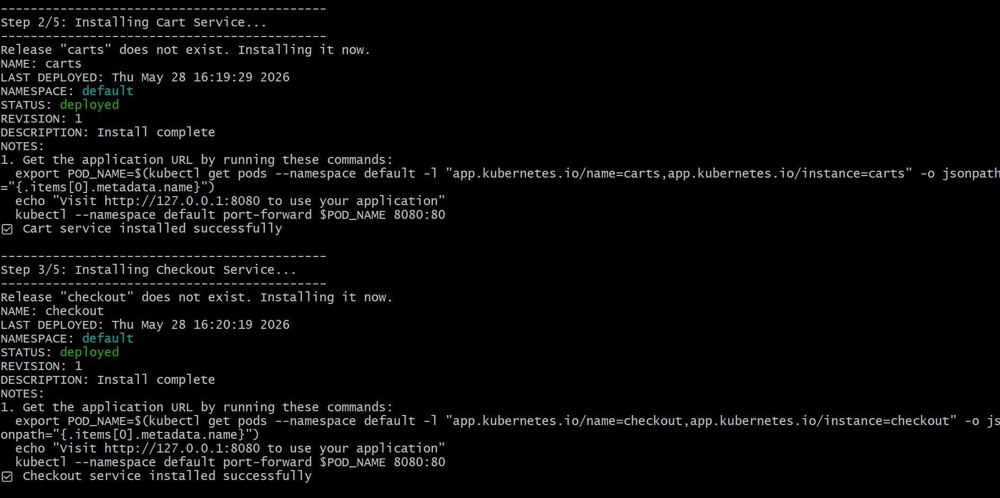 --------------------------------------------
Step 2/5: Installing Cart Service...
--------------------------------------------
Release "carts" does not exist. Installing it now.
NAME: carts
LAST DEPLOYED: Thu May 28 16:19:29 2026
NAMESPACE: default
STATUS: deployed
REVISION: 1
DESCRIPTION: Install complete
NOTES:
1. Get the application URL by running these commands:
  export POD_NAME=$(kubectl get pods --namespace default -l "app.kubernetes.io/name=carts,app.kubernetes.io/instance=carts" -o jsonpath
="{.items[0].metadata.name}")
  echo "Visit http://127.0.0.1:8080 to use your application"
  kubectl --namespace default port-forward $POD_NAME 8080:80
☑ Cart service installed successfully

--------------------------------------------
Step 3/5: Installing Checkout Service...
--------------------------------------------
Release "checkout" does not exist. Installing it now.
NAME: checkout
LAST DEPLOYED: Thu May 28 16:20:19 2026
NAMESPACE: default
STATUS: deployed
REVISION: 1
DESCRIPTION: Install complete
NOTES:
1. Get the application URL by running these commands:
  export POD_NAME=$(kubectl get pods --namespace default -l "app.kubernetes.io/name=checkout,app.kubernetes.io/instance=checkout" -o js
onpath="{.items[0].metadata.name}")
  echo "Visit http://127.0.0.1:8080 to use your application"
  kubectl --namespace default port-forward $POD_NAME 8080:80
☑ Checkout service installed successfully